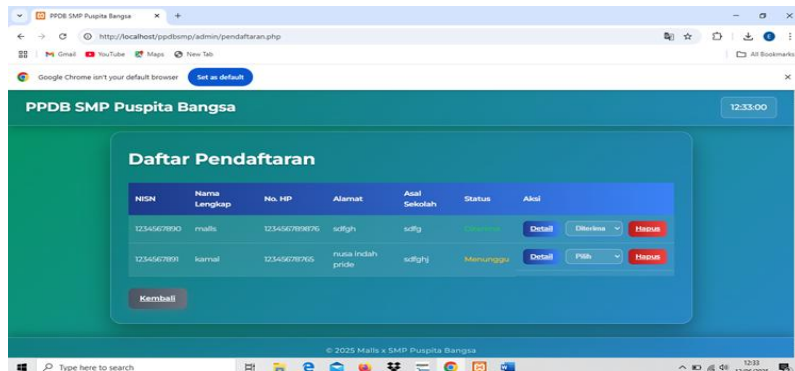 PPDB SMP Puspita Bangsa
http://localhost/ppdbsmp/admin/pendaftaran.php
Gmail YouTube Maps New Tab All Bookmarks
Google Chrome isn't your default browser Set as default
PPDB SMP Puspita Bangsa 12:33:00
Daftar Pendaftaran
NISN Nama Lengkap No. HP Alamat Asal Sekolah Status Aksi
1234567890 malls 123456789876 sdfgh sdfg Diterima Detail Diterima Hapus
1234567891 kamal 12345678765 nusa indah pride sdfghj Menunggu Detail Pilih Hapus
Kembali
© 2025 Malls x SMP Puspita Bangsa
Type here to search 12:33